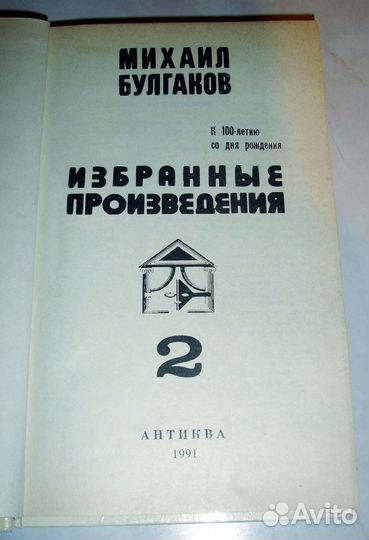 МИХАИЛ
БУЛГАКОВ
К 100-летию
со дня рождения
ИЗБРАННЫЕ
ПРОИЗВЕДЕНИЯ
2
АНТИКВА
1991
Avito